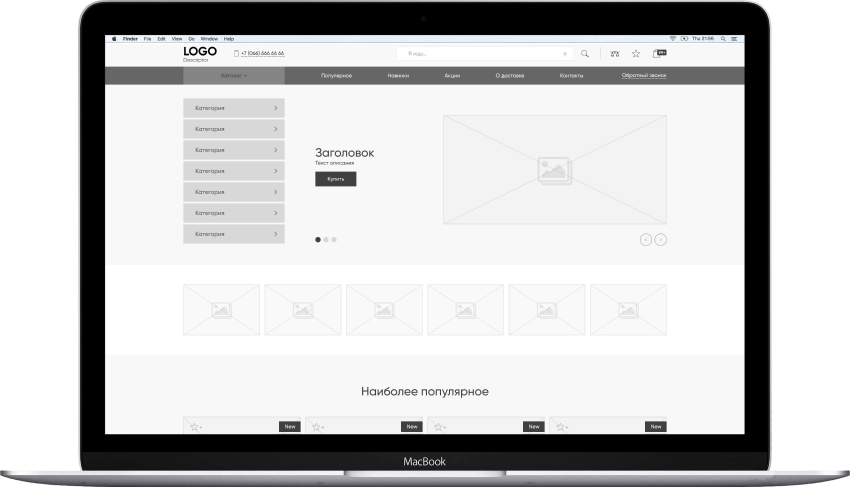 Finder File Edit View Go Window Help Thu 21:56
LOGO
Descriptor
+7 (066) 666 66 66
Я ищу...
99+
Каталог
Популярное Новинки Акции О доставке Контакты Обратный звонок
Категория
Категория
Категория
Категория
Категория
Категория
Категория
Заголовок
Текст описания
Купить
Наиболее популярное
New New New New
MacBook